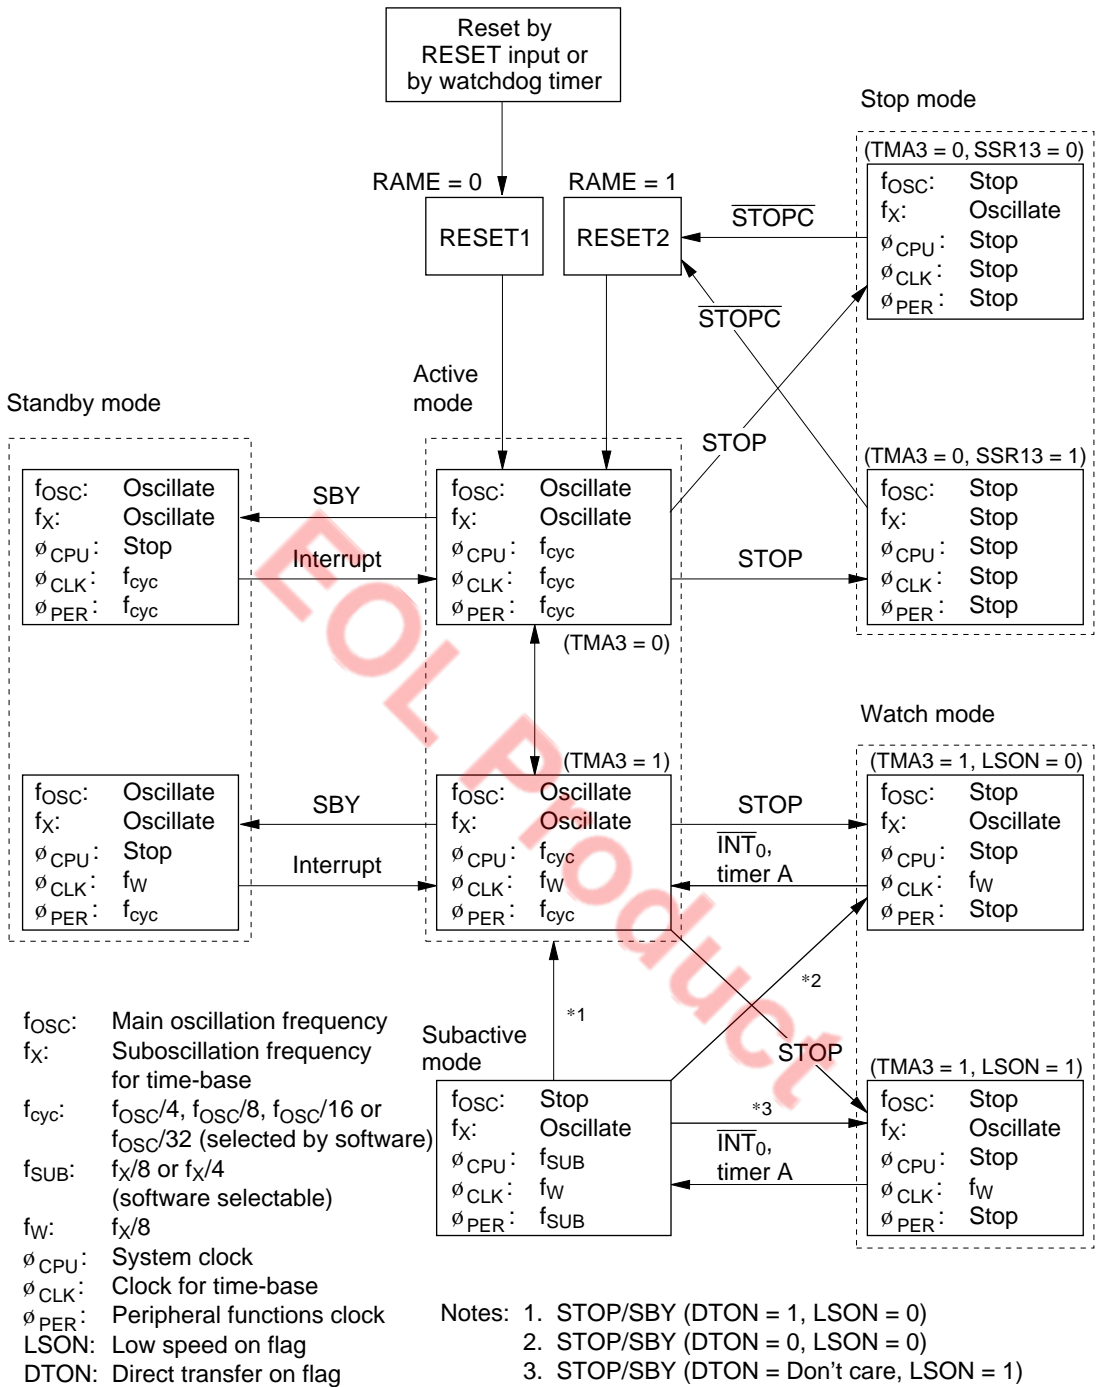 Reset by
RESET input or
by watchdog timer
Stop mode
RAME = 0
RAME = 1
(TMA3 = 0, SSR13 = 0)
RESET1
RESET2
STOPC
fOSC: Stop
fX: Oscillate
øCPU: Stop
øCLK: Stop
øPER: Stop
STOPC
Active
mode
Standby mode
STOP
(TMA3 = 0, SSR13 = 1)
fOSC: Oscillate
fX: Oscillate
øCPU: Stop
øCLK: fcyc
øPER: fcyc
SBY
Interrupt
fOSC: Oscillate
fX: Oscillate
øCPU: fcyc
øCLK: fcyc
øPER: fcyc
STOP
fOSC: Stop
fX: Stop
øCPU: Stop
øCLK: Stop
øPER: Stop
(TMA3 = 0)
Watch mode
(TMA3 = 1)
(TMA3 = 1, LSON = 0)
fOSC: Oscillate
fX: Oscillate
øCPU: Stop
øCLK: fW
øPER: fcyc
SBY
Interrupt
fOSC: Oscillate
fX: Oscillate
øCPU: fcyc
øCLK: fW
øPER: fcyc
STOP
INT0,
timer A
fOSC: Stop
fX: Oscillate
øCPU: Stop
øCLK: fW
øPER: Stop
*1
*2
Subactive
mode
STOP
(TMA3 = 1, LSON = 1)
fOSC: Stop
fX: Oscillate
øCPU: fSUB
øCLK: fW
øPER: fSUB
*3
INT0,
timer A
fOSC: Stop
fX: Oscillate
øCPU: Stop
øCLK: fW
øPER: Stop
fOSC: Main oscillation frequency
fX: Suboscillation frequency
for time-base
fcyc: fOSC/4, fOSC/8, fOSC/16 or
fOSC/32 (selected by software)
fSUB: fX/8 or fX/4
(software selectable)
fW: fX/8
øCPU: System clock
øCLK: Clock for time-base
øPER: Peripheral functions clock
LSON: Low speed on flag
DTON: Direct transfer on flag
Notes: 1. STOP/SBY (DTON = 1, LSON = 0)
2. STOP/SBY (DTON = 0, LSON = 0)
3. STOP/SBY (DTON = Don't care, LSON = 1)
EOL Product